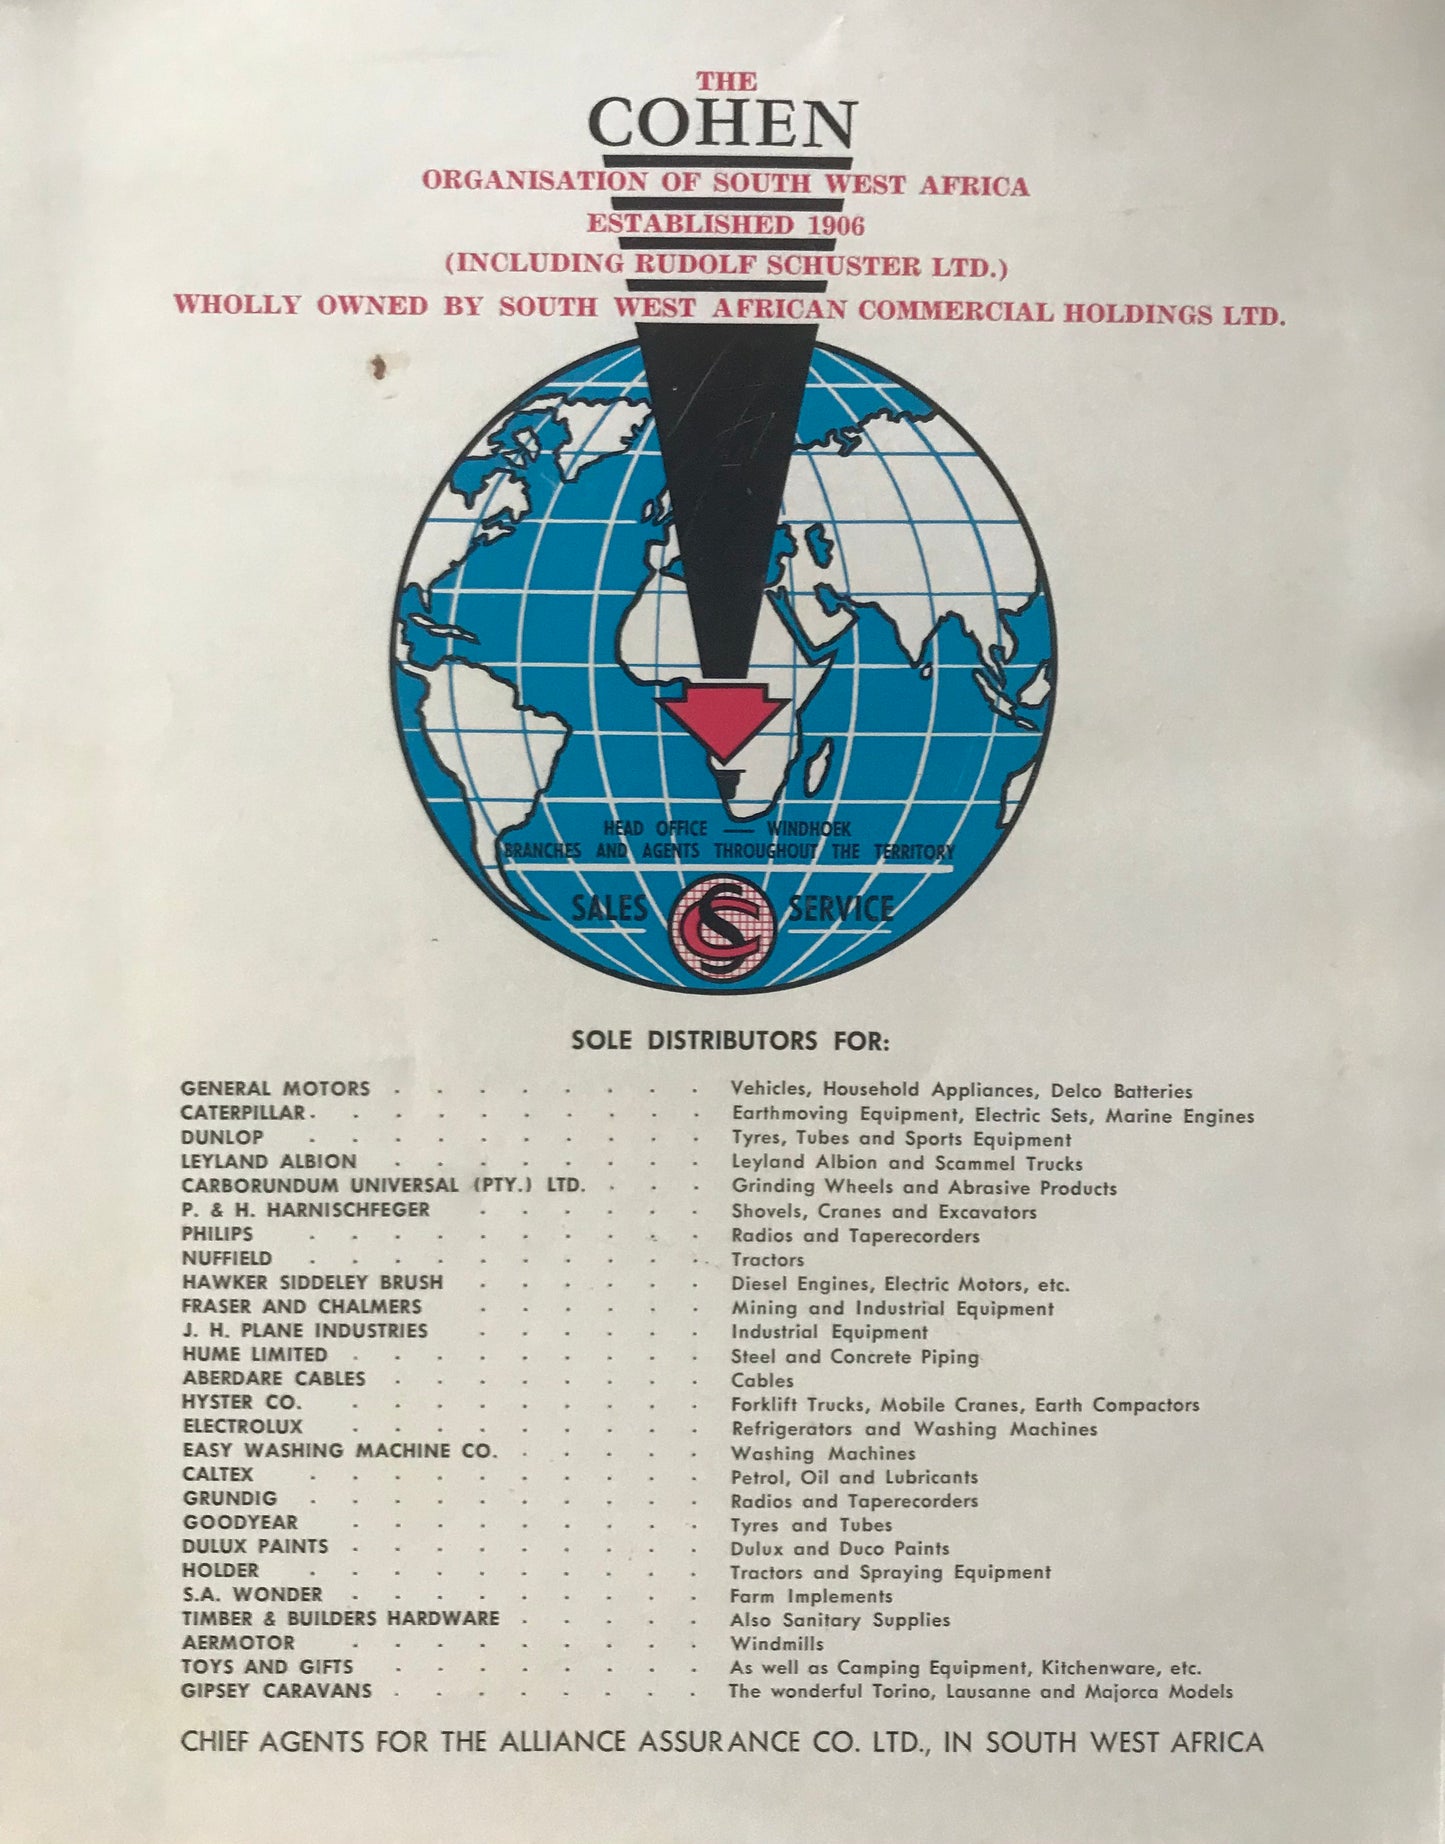 THE
COHEN
ORGANISATION OF SOUTH WEST AFRICA
ESTABLISHED 1906
(INCLUDING RUDOLF SCHUSTER LTD.)
WHOLLY OWNED BY SOUTH WEST AFRICAN COMMERCIAL HOLDINGS LTD.
HEAD OFFICE — WINDHOEK
BRANCHES AND AGENTS THROUGHOUT THE TERRITORY
SALES CS SERVICE
SOLE DISTRIBUTORS FOR:
GENERAL MOTORS . . . . . . . . Vehicles, Household Appliances, Delco Batteries
CATERPILLAR . . . . . . . . . . Earthmoving Equipment, Electric Sets, Marine Engines
DUNLOP . . . . . . . . . . Tyres, Tubes and Sports Equipment
LEYLAND ALBION . . . . . . . . Leyland Albion and Scammel Trucks
CARBORUNDUM UNIVERSAL (PTY.) LTD. . . . Grinding Wheels and Abrasive Products
P. & H. HARNISCHFEGER . . . . . . Shovels, Cranes and Excavators
PHILIPS . . . . . . . . . . Radios and Taperecorders
NUFFIELD . . . . . . . . . . Tractors
HAWKER SIDDELEY BRUSH . . . . . . Diesel Engines, Electric Motors, etc.
FRASER AND CHALMERS . . . . . . Mining and Industrial Equipment
J. H. PLANE INDUSTRIES . . . . . . Industrial Equipment
HUME LIMITED . . . . . . . . . Steel and Concrete Piping
ABERDARE CABLES . . . . . . . . Cables
HYSTER CO. . . . . . . . . . Forklift Trucks, Mobile Cranes, Earth Compactors
ELECTROLUX . . . . . . . . . Refrigerators and Washing Machines
EASY WASHING MACHINE CO. . . . . . Washing Machines
CALTEX . . . . . . . . . . Petrol, Oil and Lubricants
GRUNDIG . . . . . . . . . . Radios and Taperecorders
GOODYEAR . . . . . . . . . Tyres and Tubes
DULUX PAINTS . . . . . . . . . Dulux and Duco Paints
HOLDER . . . . . . . . . . Tractors and Spraying Equipment
S.A. WONDER . . . . . . . . . Farm Implements
TIMBER & BUILDERS HARDWARE . . . . . Also Sanitary Supplies
AERMOTOR . . . . . . . . . Windmills
TOYS AND GIFTS . . . . . . . . As well as Camping Equipment, Kitchenware, etc.
GIPSEY CARAVANS . . . . . . . . The wonderful Torino, Lausanne and Majorca Models
CHIEF AGENTS FOR THE ALLIANCE ASSURANCE CO. LTD., IN SOUTH WEST AFRICA